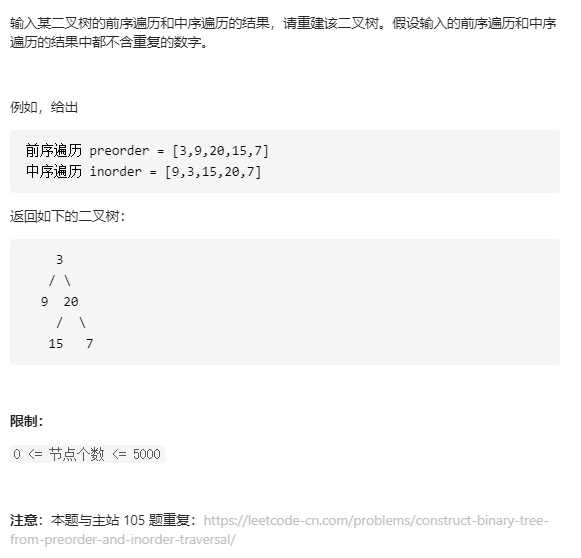 输入某二叉树的前序遍历和中序遍历的结果，请重建该二叉树。假设输入的前序遍历和中序
遍历的结果中都不含重复的数字。
例如，给出
前序遍历 preorder = [3,9,20,15,7]
中序遍历 inorder = [9,3,15,20,7]
返回如下的二叉树：
    3
   / \
  9  20
    /  \
   15   7
限制：
0 <= 节点个数 <= 5000
注意：本题与主站 105 题重复：https://leetcode-cn.com/problems/construct-binary-tree-
from-preorder-and-inorder-traversal/